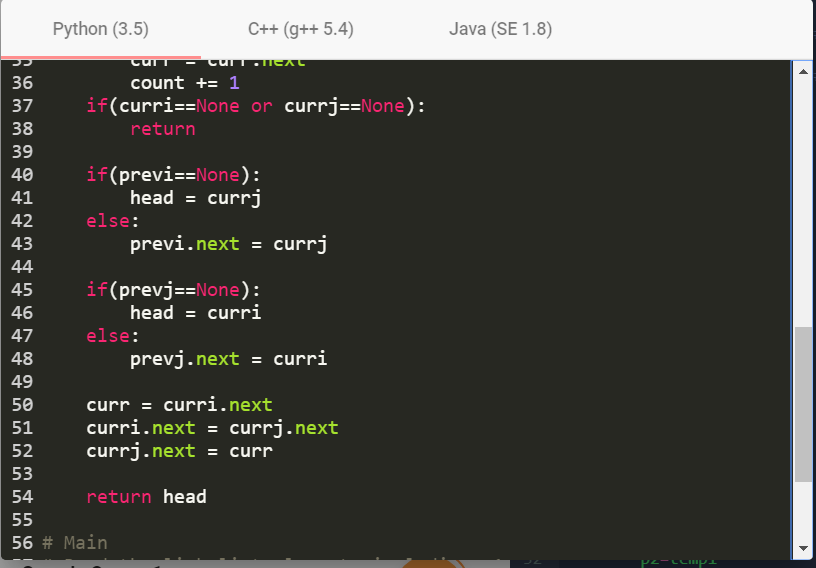 Python (3.5) C++ (g++ 5.4) Java (SE 1.8)
35 curr = curr.next
36 count += 1
37 if(curri==None or currj==None):
38 return
39
40 if(previ==None):
41 head = currj
42 else:
43 previ.next = currj
44
45 if(prevj==None):
46 head = curri
47 else:
48 prevj.next = curri
49
50 curr = curri.next
51 curri.next = currj.next
52 currj.next = curr
53
54 return head
55
56 # Main
52 p2=temp1